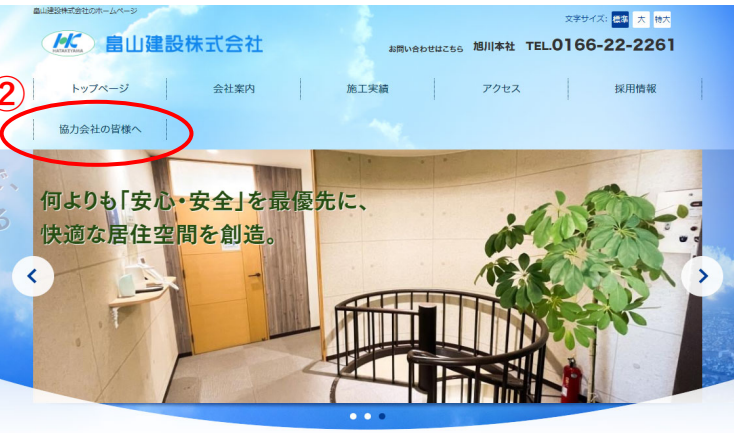 畠山建設株式会社のホームページ
文字サイズ: 標準 大 特大
HK HATAKEYAMA 畠山建設株式会社
お問い合わせはこちら 旭川本社 TEL.0166-22-2261
②
トップページ 会社案内 施工実績 アクセス 採用情報
協力会社の皆様へ
何よりも「安心・安全」を最優先に、
快適な居住空間を創造。